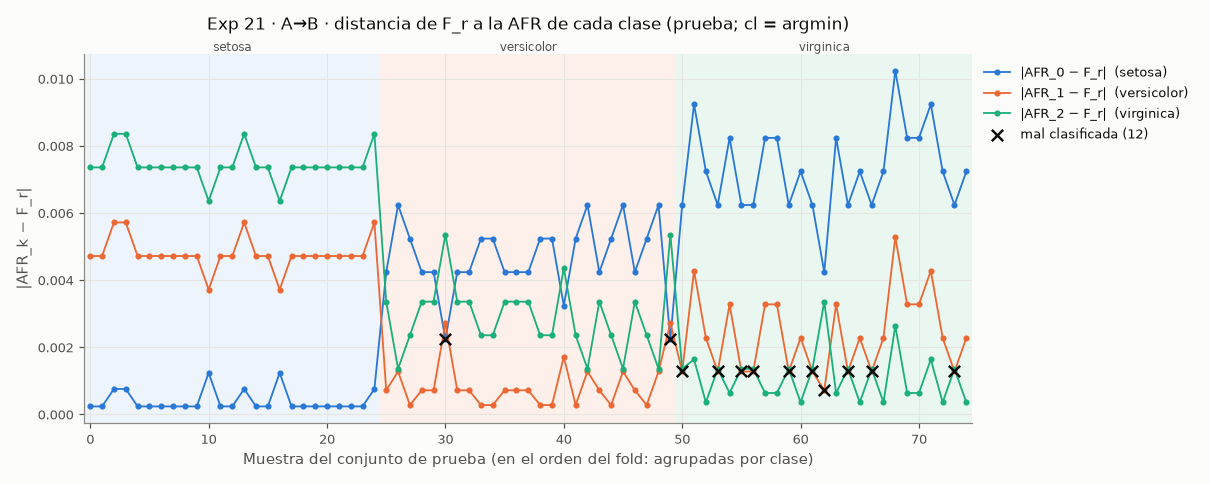 Exp 21 · A→B · distancia de F_r a la AFR de cada clase (prueba; cl = argmin)
setosa
versicolor
virginica
|AFR_0 − F_r| (setosa)
|AFR_1 − F_r| (versicolor)
|AFR_2 − F_r| (virginica)
mal clasificada (12)
|AFR_k − F_r|
0.010
0.008
0.006
0.004
0.002
0.000
0
10
20
30
40
50
60
70
Muestra del conjunto de prueba (en el orden del fold: agrupadas por clase)